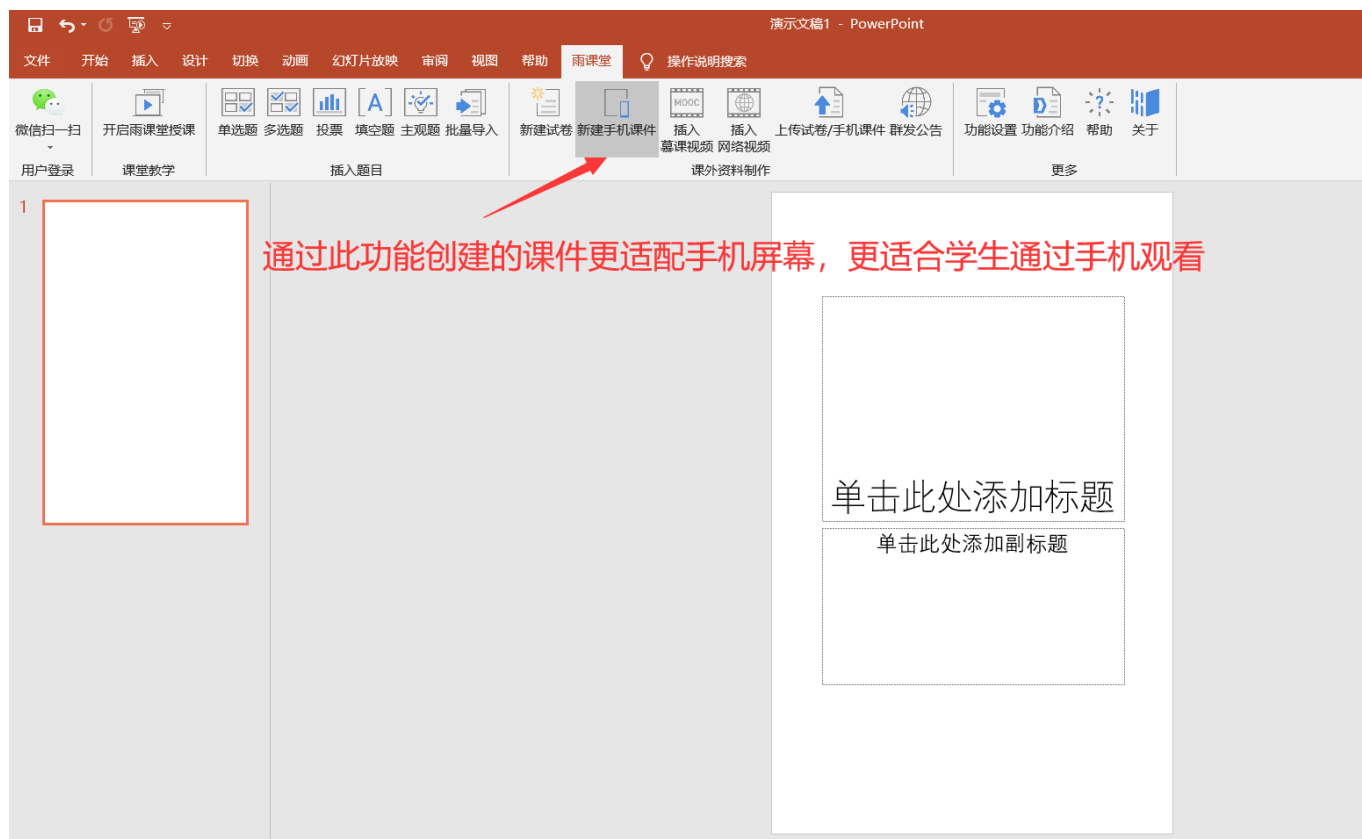 演示文稿1 - PowerPoint
文件 开始 插入 设计 切换 动画 幻灯片放映 审阅 视图 帮助 雨课堂 操作说明搜索
微信扫一扫 开启雨课堂授课 单选题 多选题 投票 填空题 主观题 批量导入 新建试卷 新建手机课件 插入 插入 上传试卷/手机课件 群发公告 功能设置 功能介绍 帮助 关于
慕课视频 网络视频
用户登录 课堂教学 插入题目 课外资料制作 更多
MOOC
1
通过此功能创建的课件更适配手机屏幕，更适合学生通过手机观看
单击此处添加标题
单击此处添加副标题